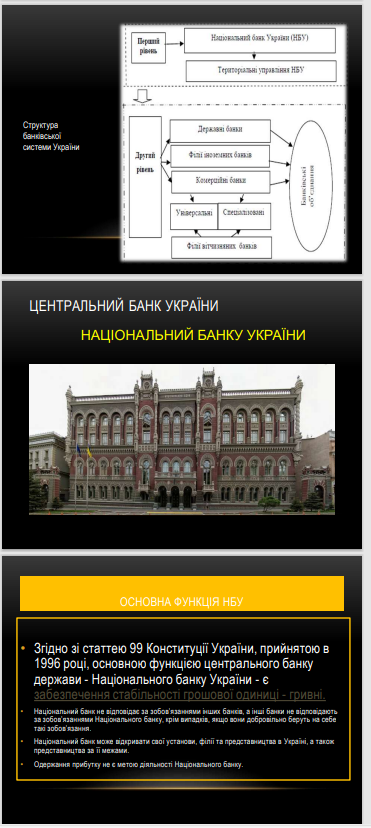 Структура
банківської
системи України
Перший
рівень
Національний банк України (НБУ)
Територіальні управління НБУ
Другий
рівень
Державні банки
Філії іноземних банків
Комерційні банки
Універсальні
Спеціалізовані
Філії вітчизняних банків
Банківські
об'єднання
ЦЕНТРАЛЬНИЙ БАНК УКРАЇНИ
НАЦІОНАЛЬНИЙ БАНКУ УКРАЇНИ
ОСНОВНА ФУНКЦІЯ НБУ
• Згідно зі статтею 99 Конституції України, прийнятою в
1996 році, основною функцією центрального банку
держави - Національного банку України - є
забезпечення стабільності грошової одиниці - гривні.
• Національний банк не відповідає за зобов'язаннями інших банків, а інші банки не відповідають
за зобов'язаннями Національного банку, крім випадків, якщо вони добровільно беруть на себе
такі зобов'язання.
• Національний банк може відкривати свої установи, філії та представництва в Україні, а також
представництва за її межами.
• Одержання прибутку не є метою діяльності Національного банку.